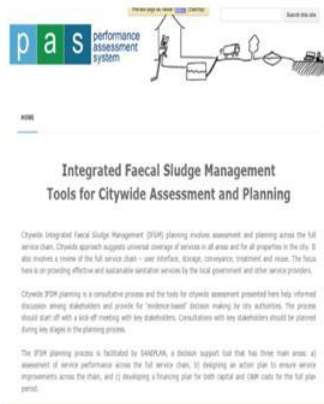 Preview page as viewer
Search this site
pas performance
assessment
system
HOME
Integrated Faecal Sludge Management
Tools for Citywide Assessment and Planning
Citywide Integrated Faecal Sludge Management (IFSM) planning involves assessment and planning across the full
service chain. Citywide approach suggests universal coverage of services in all areas and for all properties in the city. It
also involves a review of the full service chain – user interface, storage, conveyance, treatment and reuse. The focus
here is on providing effective and sustainable sanitation services by the local government and other service providers.
Citywide IFSM planning is a consultative process and the tools for citywide assessment presented here help informed
discussion among stakeholders and provide for "evidence based" decision making by city authorities. The process
should start off with a kick-off meeting with key stakeholders. Consultations with key stakeholders should be planned
during key stages in the planning process.
The IFSM planning process is facilitated by SANIPLAN, a decision support tool that has three main areas: a)
assessment of service performance across the full service chain, b) designing an action plan to ensure service
improvements across the chain, and c) developing a financing plan for both capital and O&M costs for the full plan
period.